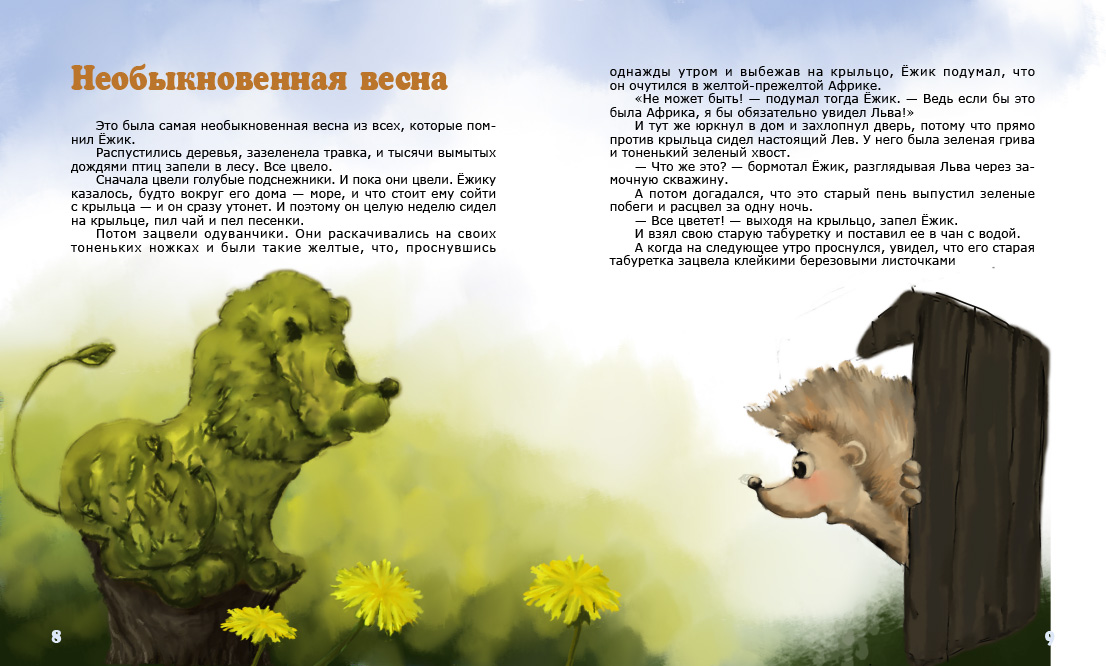 Необыкновенная весна
Это была самая необыкновенная весна из всех, которые пом-
нил Ёжик.
Распустились деревья, зазеленела травка, и тысячи вымытых
дождями птиц запели в лесу. Все цвело.
Сначала цвели голубые подснежники. И пока они цвели. Ёжику
казалось, будто вокруг его дома — море, и что стоит ему сойти
с крыльца — и он сразу утонет. И поэтому он целую неделю сидел
на крыльце, пил чай и пел песенки.
Потом зацвели одуванчики. Они раскачивались на своих
тоненьких ножках и были такие желтые, что, проснувшись
8
однажды утром и выбежав на крыльцо, Ёжик подумал, что
он очутился в желтой-прежелтой Африке.
«Не может быть! — подумал тогда Ёжик. — Ведь если бы это
была Африка, я бы обязательно увидел Льва!»
И тут же юркнул в дом и захлопнул дверь, потому что прямо
против крыльца сидел настоящий Лев. У него была зеленая грива
и тоненький зеленый хвост.
— Что же это? — бормотал Ёжик, разглядывая Льва через за-
мочную скважину.
А потом догадался, что это старый пень выпустил зеленые
побеги и расцвел за одну ночь.
— Все цветет! — выходя на крыльцо, запел Ёжик.
И взял свою старую табуретку и поставил ее в чан с водой.
А когда на следующее утро проснулся, увидел, что его старая
табуретка зацвела клейкими березовыми листочками
9